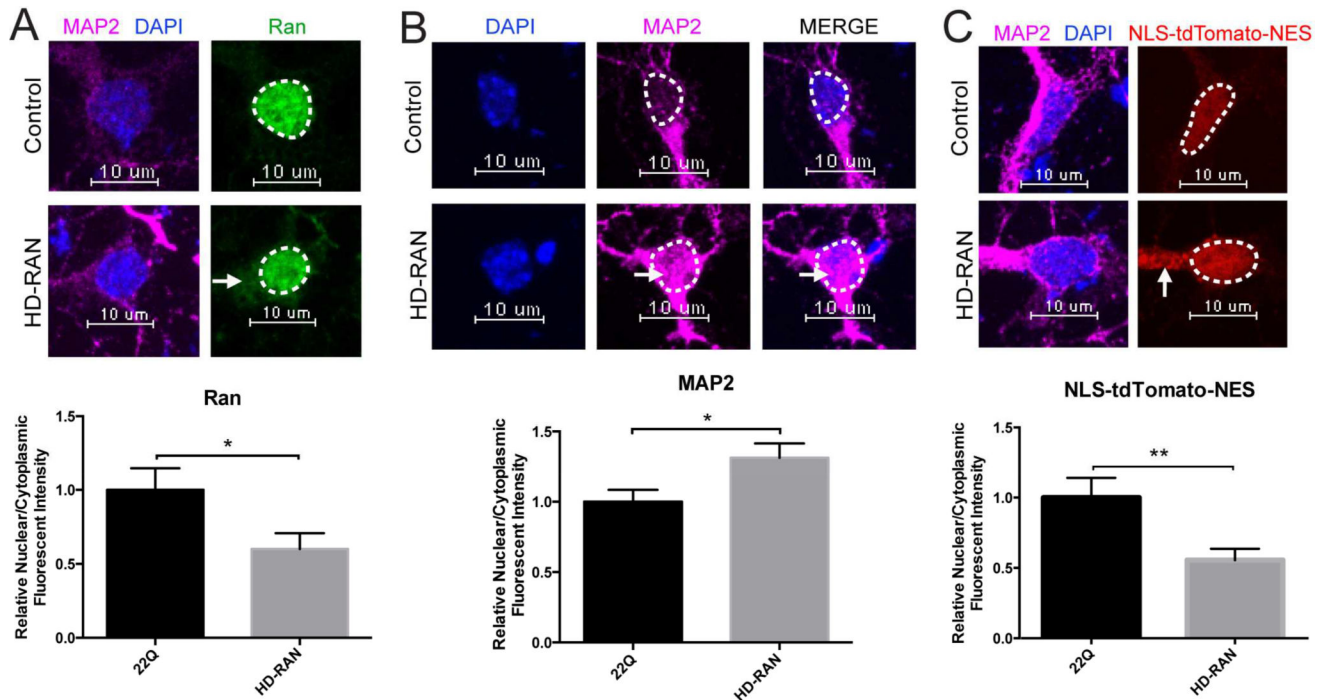 A
MAP2 DAPI
Ran
Control
10 um
10 um
HD-RAN
10 um
10 um
B
DAPI
MAP2
MERGE
Control
10 um
10 um
10 um
HD-RAN
10 um
10 um
10 um
C
MAP2 DAPI
NLS-tdTomato-NES
Control
10 um
10 um
HD-RAN
10 um
10 um
Ran
Relative Nuclear/Cytoplasmic
Fluorescent Intensity
1.5
1.0
0.5
0.0
*
22Q
HD-RAN
MAP2
Relative Nuclear/Cytoplasmic
Fluorescent Intensity
1.5
1.0
0.5
0.0
*
22Q
HD-RAN
NLS-tdTomato-NES
Relative Nuclear/Cytoplasmic
Fluorescent Intensity
1.5
1.0
0.5
0.0
**
22Q
HD-RAN